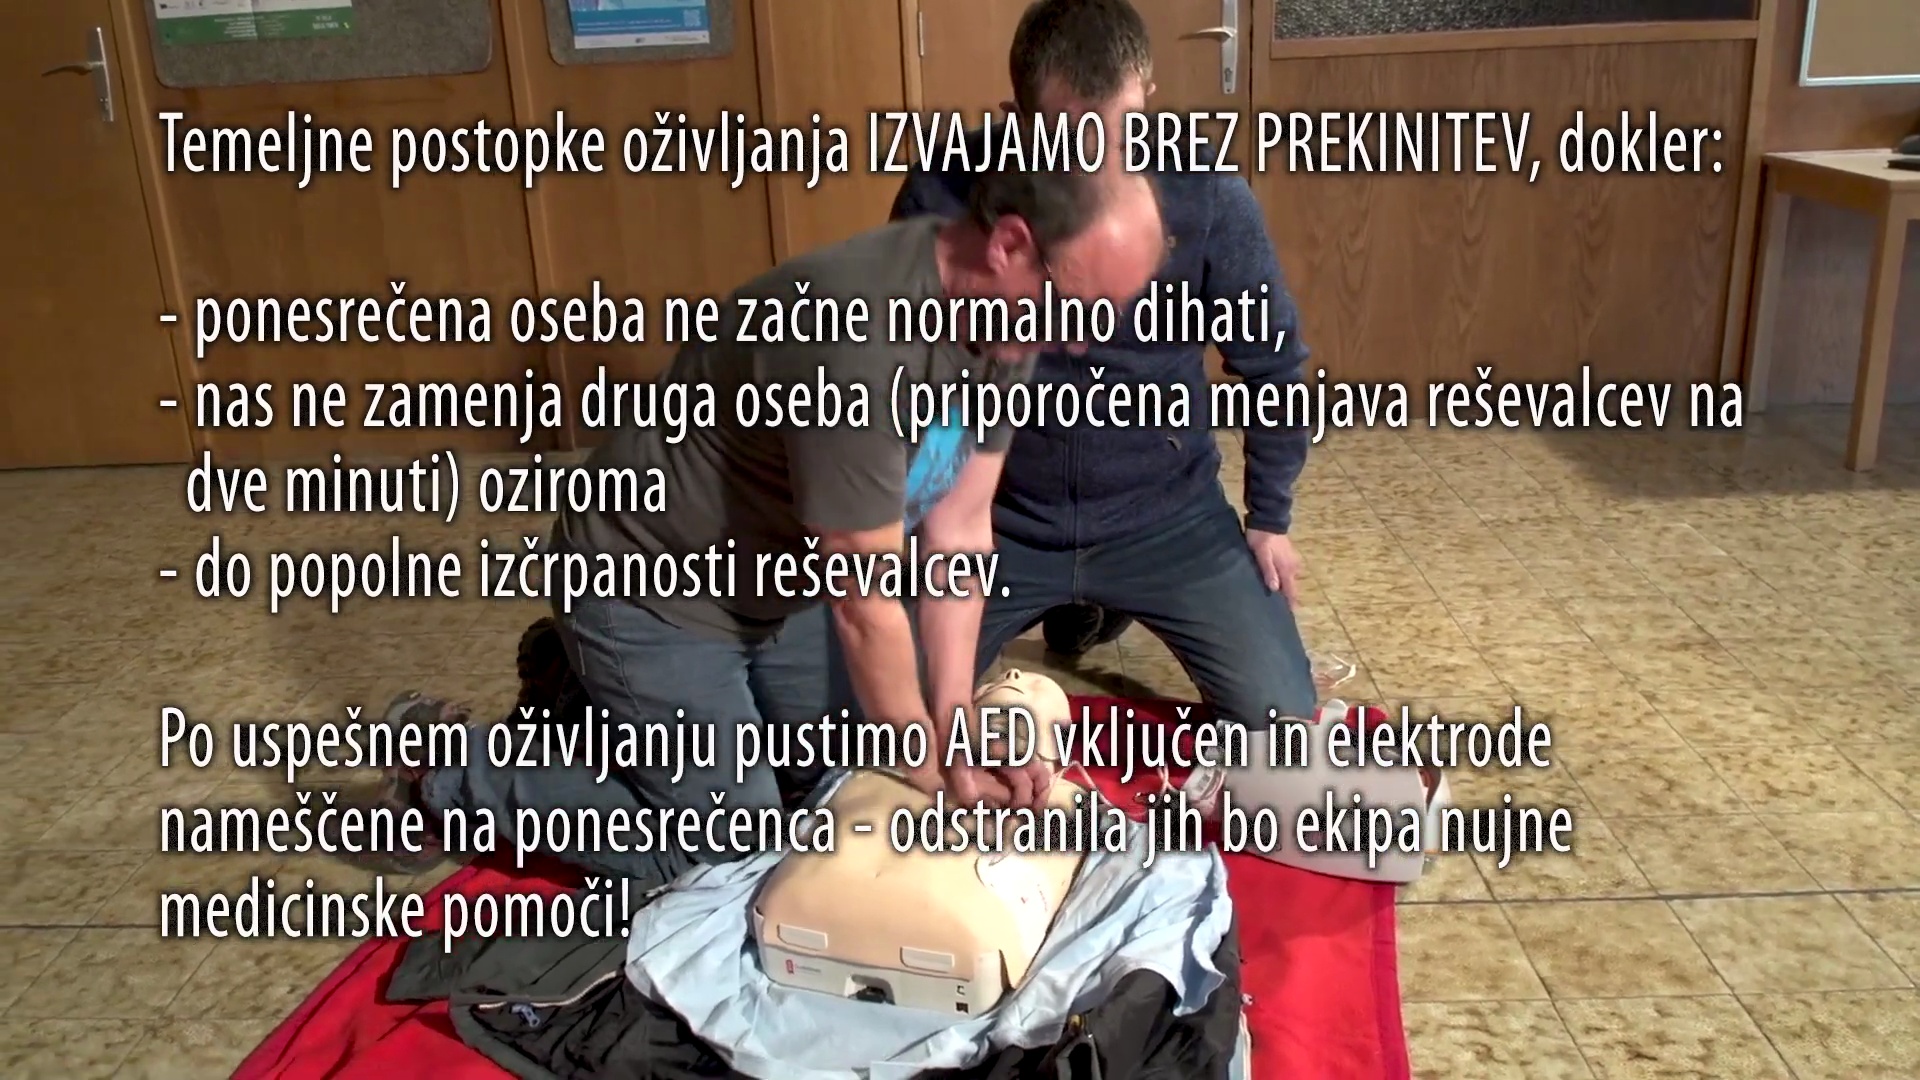 Temeljne postopke oživljanja IZVAJAMO BREZ PREKINITEV, dokler:
- ponesrečena oseba ne začne normalno dihati,
- nas ne zamenja druga oseba (priporočena menjava reševalcev na
dve minuti) oziroma
- do popolne izčrpanosti reševalcev.
Po uspešnem oživljanju pustimo AED vključen in elektrode
nameščene na ponesrečenca - odstranila jih bo ekipa nujne
medicinske pomoči!